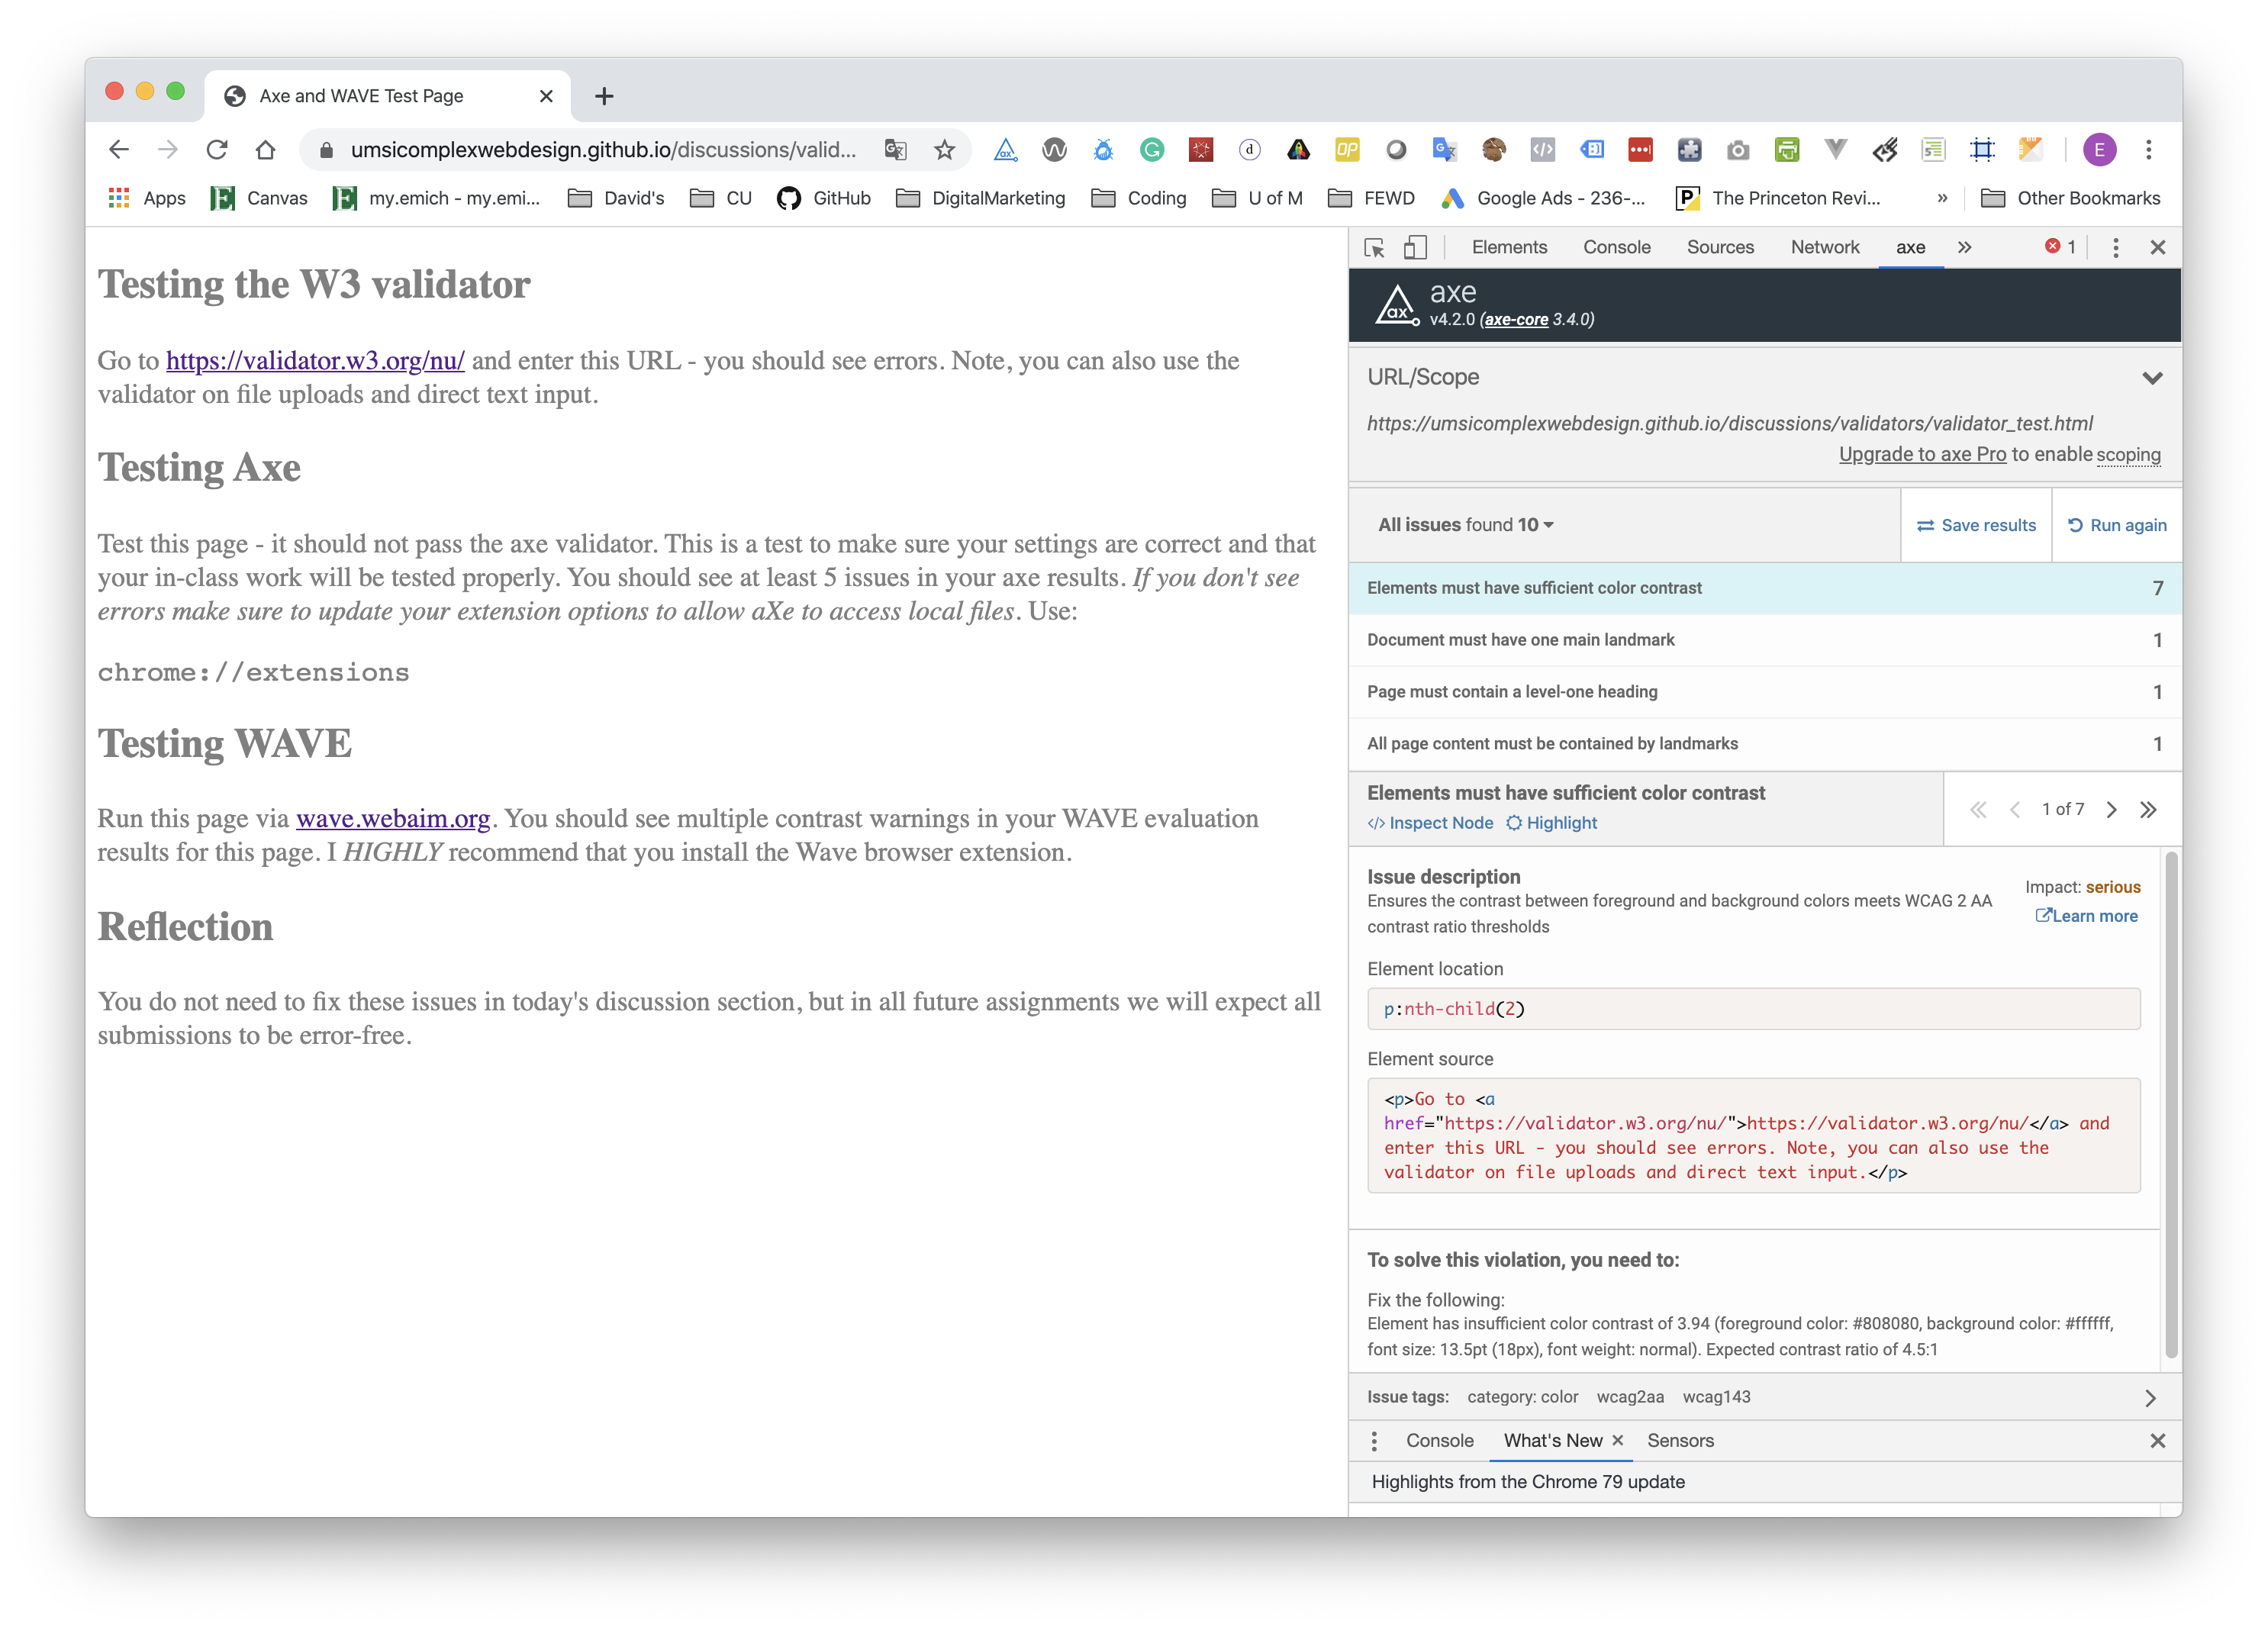 Axe and WAVE Test Page
umsicomplexwebdesign.github.io/discussions/valid...
E
Apps Canvas my.emich - my.emi... David's CU GitHub DigitalMarketing Coding U of M FEWD Google Ads - 236-... The Princeton Revi... » Other Bookmarks
Testing the W3 validator
Go to https://validator.w3.org/nu/ and enter this URL - you should see errors. Note, you can also use the
validator on file uploads and direct text input.
Testing Axe
Test this page - it should not pass the axe validator. This is a test to make sure your settings are correct and that
your in-class work will be tested properly. You should see at least 5 issues in your axe results. If you don't see
errors make sure to update your extension options to allow aXe to access local files. Use:
chrome://extensions
Testing WAVE
Run this page via wave.webaim.org. You should see multiple contrast warnings in your WAVE evaluation
results for this page. I HIGHLY recommend that you install the Wave browser extension.
Reflection
You do not need to fix these issues in today's discussion section, but in all future assignments we will expect all
submissions to be error-free.
Elements Console Sources Network axe » 1
axe
v4.2.0 (axe-core 3.4.0)
URL/Scope
https://umsicomplexwebdesign.github.io/discussions/validators/validator_test.html
Upgrade to axe Pro to enable scoping
All issues found 10 Save results Run again
Elements must have sufficient color contrast 7
Document must have one main landmark 1
Page must contain a level-one heading 1
All page content must be contained by landmarks 1
Elements must have sufficient color contrast
</> Inspect Node Highlight
1 of 7
Issue description
Ensures the contrast between foreground and background colors meets WCAG 2 AA
contrast ratio thresholds
Impact: serious
Learn more
Element location
p:nth-child(2)
Element source
<p>Go to <a
href="https://validator.w3.org/nu/">https://validator.w3.org/nu/</a> and
enter this URL - you should see errors. Note, you can also use the
validator on file uploads and direct text input.</p>
To solve this violation, you need to:
Fix the following:
Element has insufficient color contrast of 3.94 (foreground color: #808080, background color: #ffffff,
font size: 13.5pt (18px), font weight: normal). Expected contrast ratio of 4.5:1
Issue tags: category: color wcag2aa wcag143
Console What's New Sensors
Highlights from the Chrome 79 update